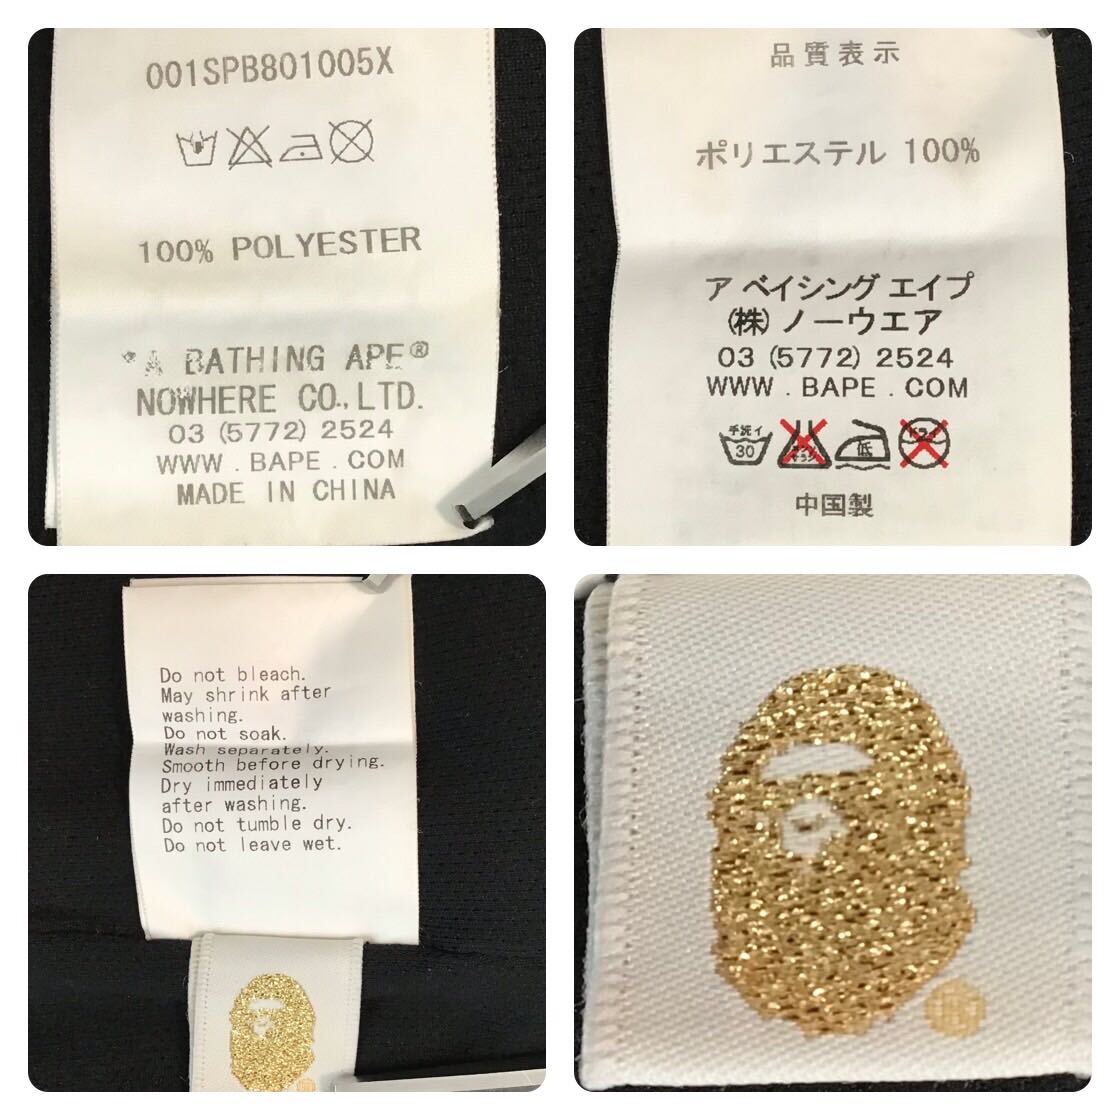 001SPB801005X
100% POLYESTER
A BATHING APE®
NOWHERE CO.,LTD.
03 (5772) 2524
WWW.BAPE.COM
MADE IN CHINA
品質表示
ポリエステル 100%
ア ベイシング エイプ
(株)ノーウエア
03 (5772) 2524
WWW.BAPE.COM
手洗イ
30
低
ドライ
中国製
Do not bleach.
May shrink after
washing.
Do not soak.
Wash separately.
Smooth before drying.
Dry immediately
after washing.
Do not tumble dry.
Do not leave wet.